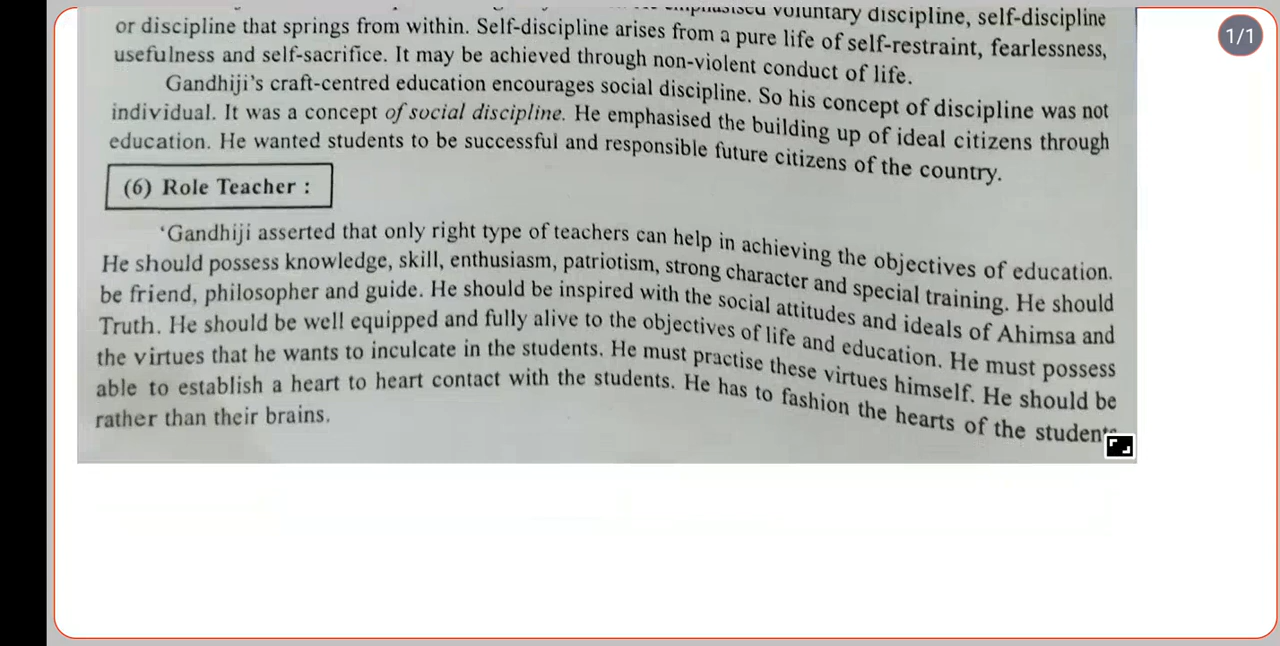 emphasised voluntary discipline, self-discipline
or discipline that springs from within. Self-discipline arises from a pure life of self-restraint, fearlessness,
usefulness and self-sacrifice. It may be achieved through non-violent conduct of life.
Gandhiji's craft-centred education encourages social discipline. So his concept of discipline was not
individual. It was a concept of social discipline. He emphasised the building up of ideal citizens through
education. He wanted students to be successful and responsible future citizens of the country.
(6) Role Teacher :
'Gandhiji asserted that only right type of teachers can help in achieving the objectives of education.
He should possess knowledge, skill, enthusiasm, patriotism, strong character and special training. He should
be friend, philosopher and guide. He should be inspired with the social attitudes and ideals of Ahimsa and
Truth. He should be well equipped and fully alive to the objectives of life and education. He must possess
the virtues that he wants to inculcate in the students. He must practise these virtues himself. He should be
able to establish a heart to heart contact with the students. He has to fashion the hearts of the students
rather than their brains.
1/1